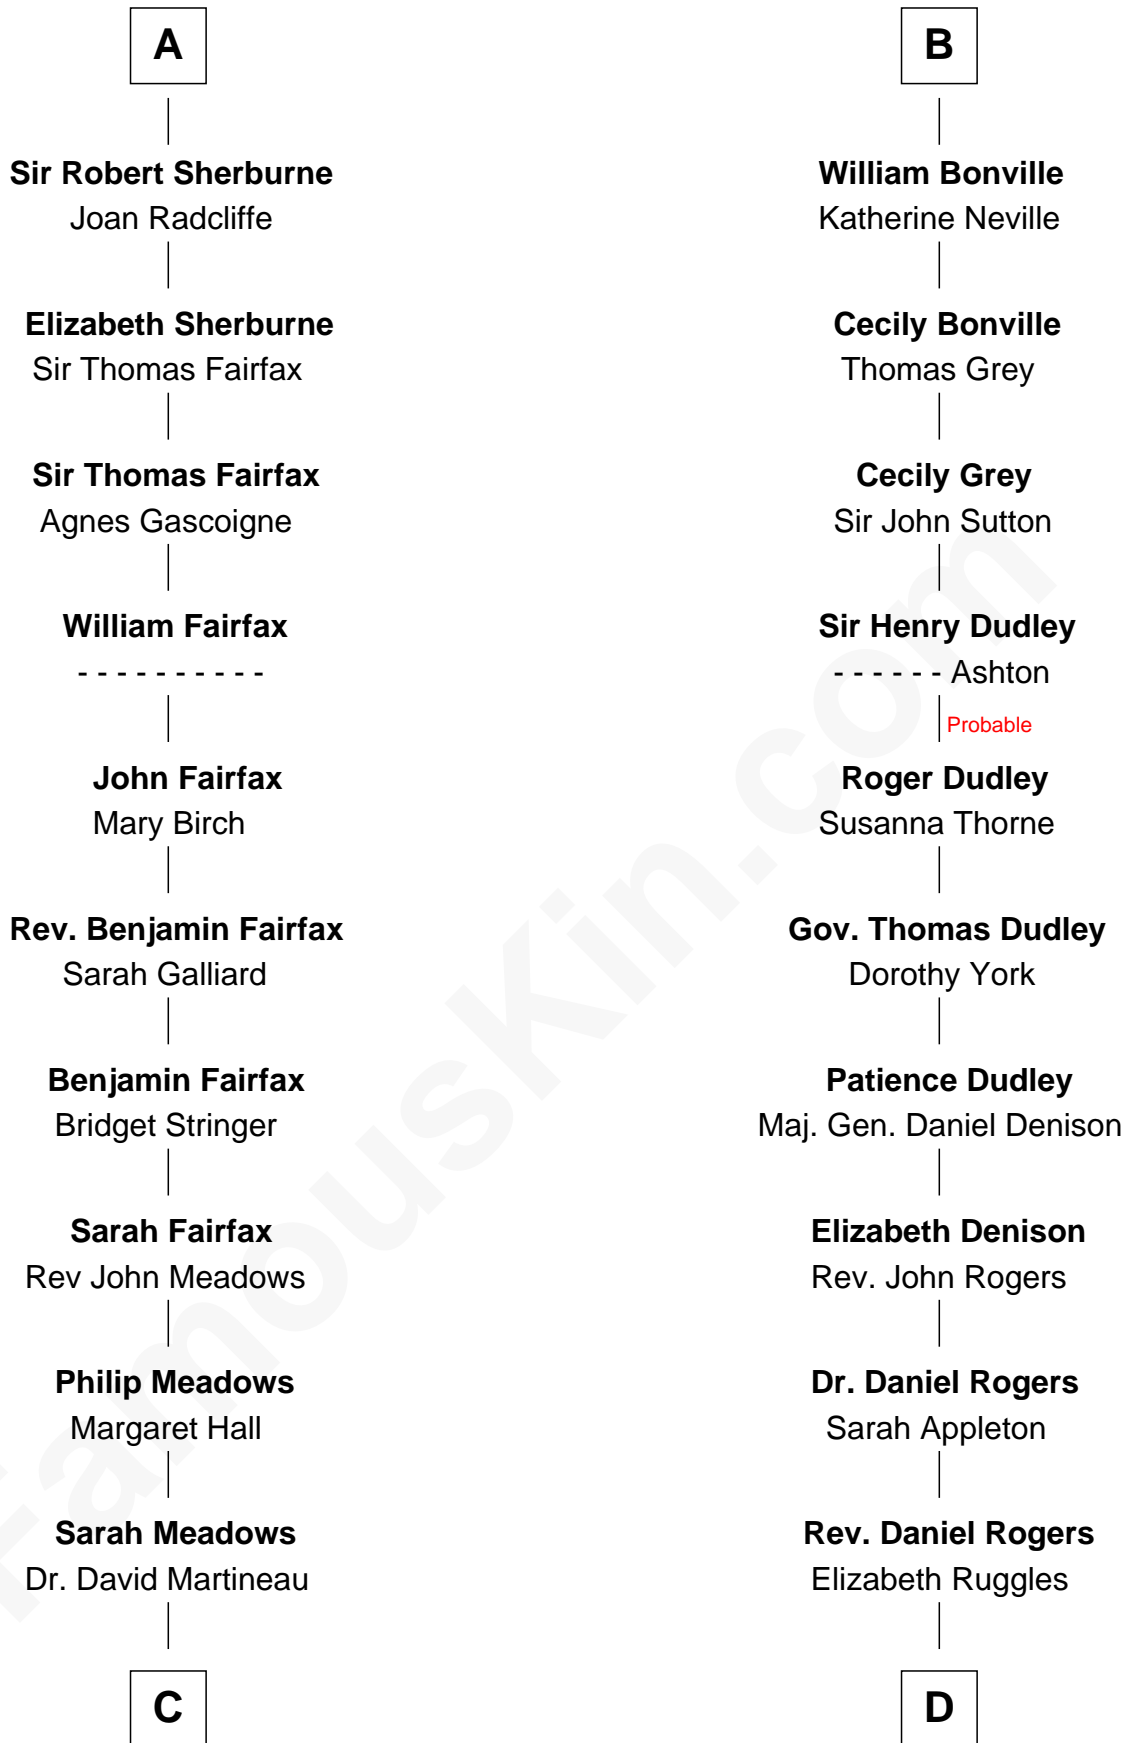 A
Sir Robert Sherburne
Joan Radcliffe
Elizabeth Sherburne
Sir Thomas Fairfax
Sir Thomas Fairfax
Agnes Gascoigne
William Fairfax
- - - - - - - - - -
John Fairfax
Mary Birch
Rev. Benjamin Fairfax
Sarah Galliard
Benjamin Fairfax
Bridget Stringer
Sarah Fairfax
Rev John Meadows
Philip Meadows
Margaret Hall
Sarah Meadows
Dr. David Martineau
C
B
William Bonville
Katherine Neville
Cecily Bonville
Thomas Grey
Cecily Grey
Sir John Sutton
Sir Henry Dudley
- - - - - - Ashton
Probable
Roger Dudley
Susanna Thorne
Gov. Thomas Dudley
Dorothy York
Patience Dudley
Maj. Gen. Daniel Denison
Elizabeth Denison
Rev. John Rogers
Dr. Daniel Rogers
Sarah Appleton
Rev. Daniel Rogers
Elizabeth Ruggles
D
FamousKin.com